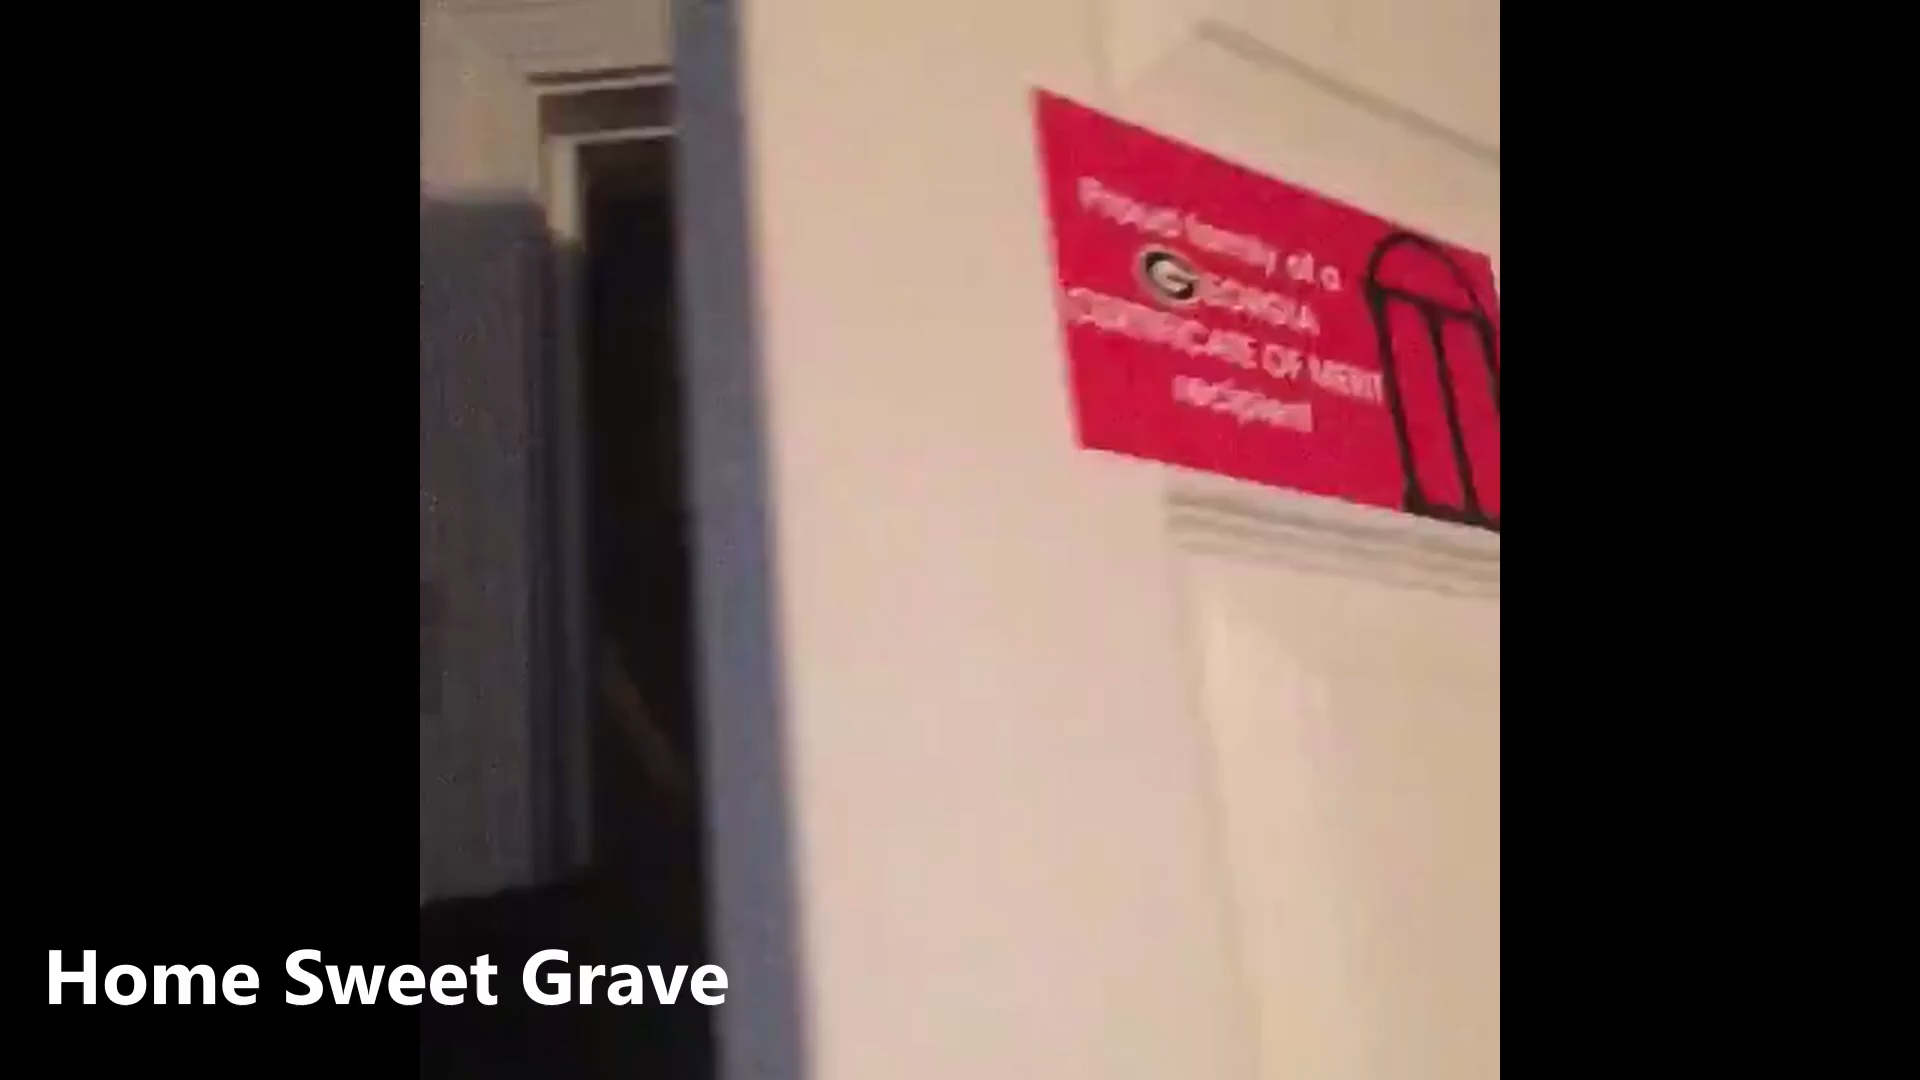 Proud family of a
GEORGIA
CERTIFICATE OF MERIT
recipient
Home Sweet Grave